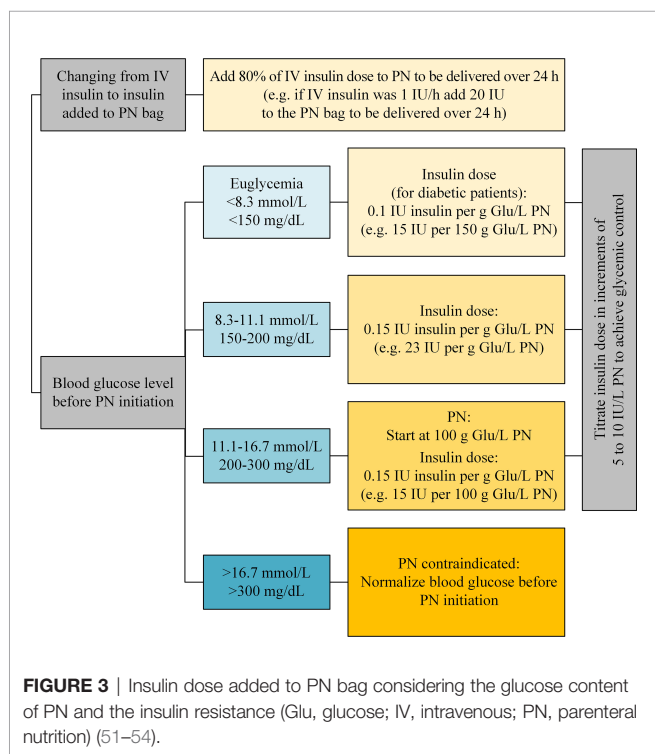 Changing from IV
insulin to insulin
added to PN bag
Add 80% of IV insulin dose to PN to be delivered over 24 h
(e.g. if IV insulin was 1 IU/h add 20 IU
to the PN bag to be delivered over 24 h)
Blood glucose level
before PN initiation
Euglycemia
<8.3 mmol/L
<150 mg/dL
Insulin dose
(for diabetic patients):
0.1 IU insulin per g Glu/L PN
(e.g. 15 IU per 150 g Glu/L PN)
8.3-11.1 mmol/L
150-200 mg/dL
Insulin dose:
0.15 IU insulin per g Glu/L PN
(e.g. 23 IU per g Glu/L PN)
11.1-16.7 mmol/L
200-300 mg/dL
PN:
Start at 100 g Glu/L PN
Insulin dose:
0.15 IU insulin per g Glu/L PN
(e.g. 15 IU per 100 g Glu/L PN)
>16.7 mmol/L
>300 mg/dL
PN contraindicated:
Normalize blood glucose before
PN initiation
Titrate insulin dose in increments of
5 to 10 IU/L PN to achieve glycemic control
FIGURE 3 | Insulin dose added to PN bag considering the glucose content
of PN and the insulin resistance (Glu, glucose; IV, intravenous; PN, parenteral
nutrition) (51–54).